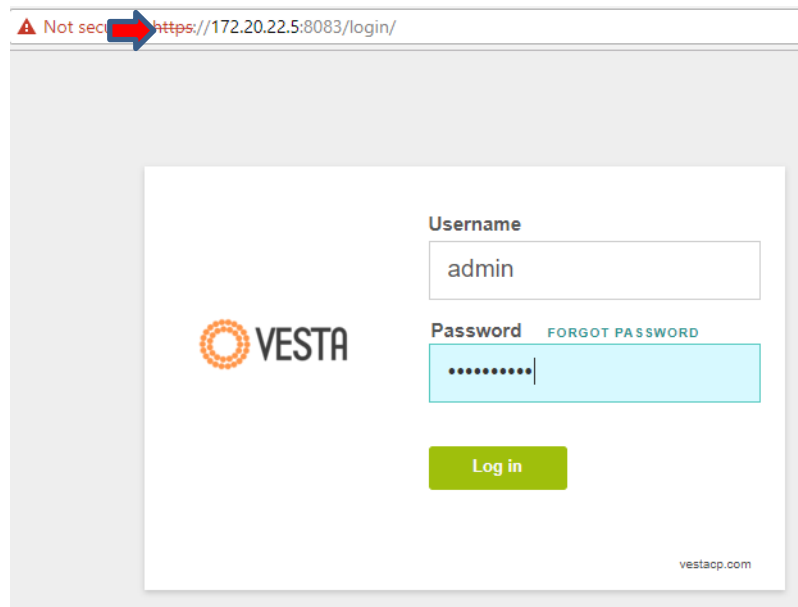 Not secu https://172.20.22.5:8083/login/
Username
admin
VESTA
Password FORGOT PASSWORD
••••••••••
Log in
vestacp.com